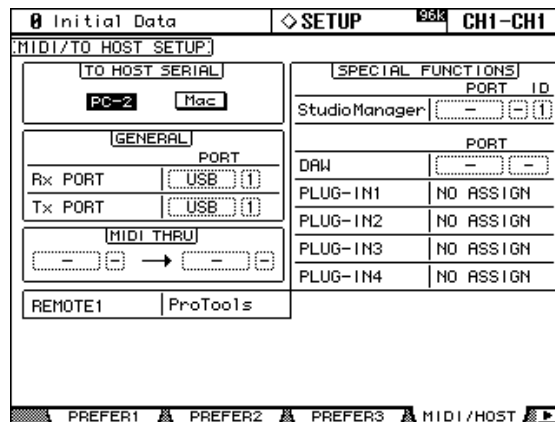 0 Initial Data ◇ SETUP 96k CH1-CH1
MIDI/TO HOST SETUP
TO HOST SERIAL
PC-2 Mac
GENERAL
PORT
Rx PORT USB 1
Tx PORT USB 1
MIDI THRU
– – → – –
REMOTE1 ProTools
SPECIAL FUNCTIONS
PORT ID
StudioManager – – 1
PORT
DAW – –
PLUG-IN1 NO ASSIGN
PLUG-IN2 NO ASSIGN
PLUG-IN3 NO ASSIGN
PLUG-IN4 NO ASSIGN
PREFER1 PREFER2 PREFER3 MIDI/HOST